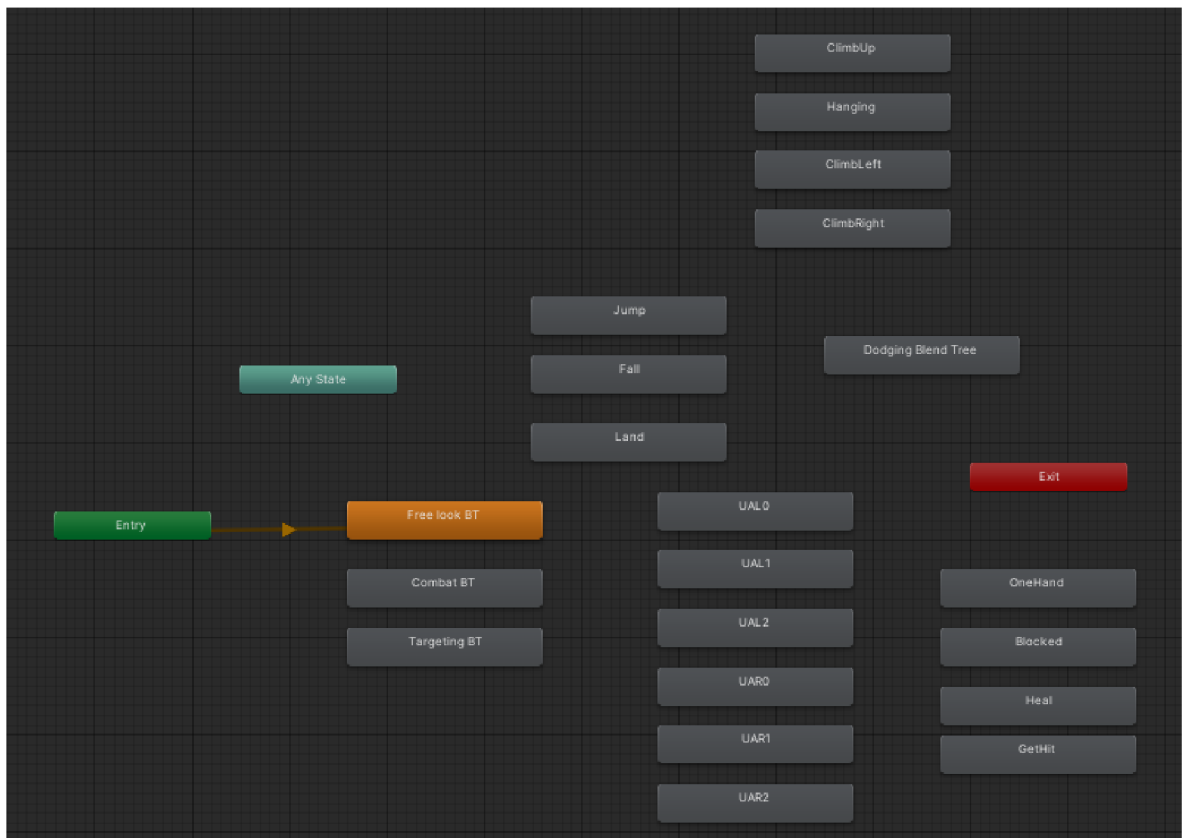 ClimbUp
Hanging
ClimbLeft
ClimbRight
Jump
Dodging Blend Tree
Fall
Any State
Land
Exit
UAL0
Free look BT
Entry
UAL1
Combat BT
OneHand
UAL2
Targeting BT
Blocked
UAR0
Heal
UAR1
GetHit
UAR2